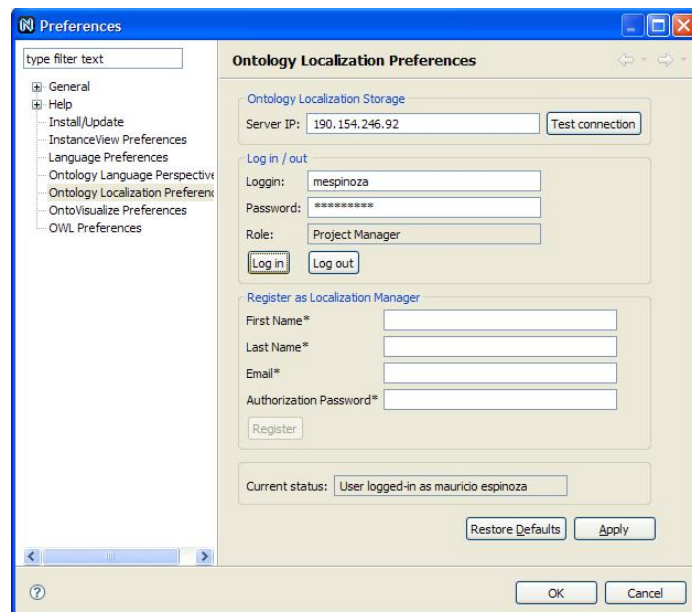 Preferences
type filter text
General
Help
Install/Update
InstanceView Preferences
Language Preferences
Ontology Language Perspective
Ontology Localization Preferen
OntoVisualize Preferences
OWL Preferences
Ontology Localization Preferences
Ontology Localization Storage
Server IP: 190.154.246.92 Test connection
Log in / out
Loggin: mespinoza
Password: *********
Role: Project Manager
Log in Log out
Register as Localization Manager
First Name*
Last Name*
Email*
Authorization Password*
Register
Current status: User logged-in as mauricio espinoza
Restore Defaults Apply
OK Cancel